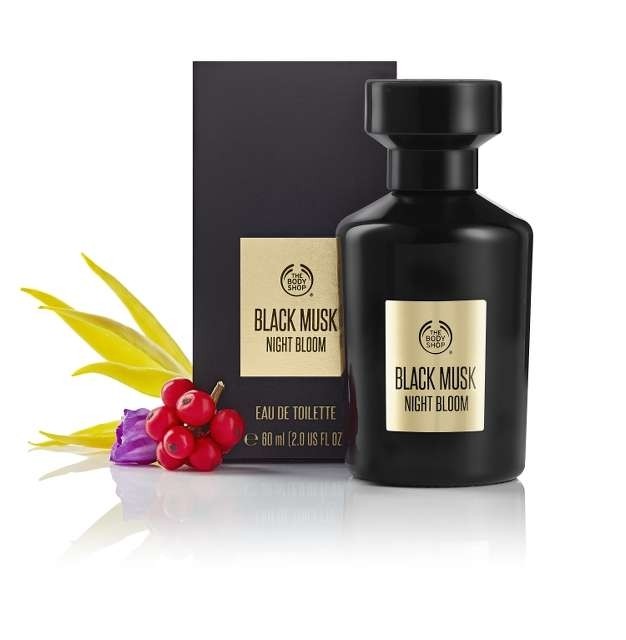 THE
BODY
SHOP
®
BLACK MUSK
NIGHT BLOOM
EAU DE TOILETTE
℮ 60 ml [2.0 US FL OZ
THE
BODY
SHOP
®
BLACK MUSK
NIGHT BLOOM